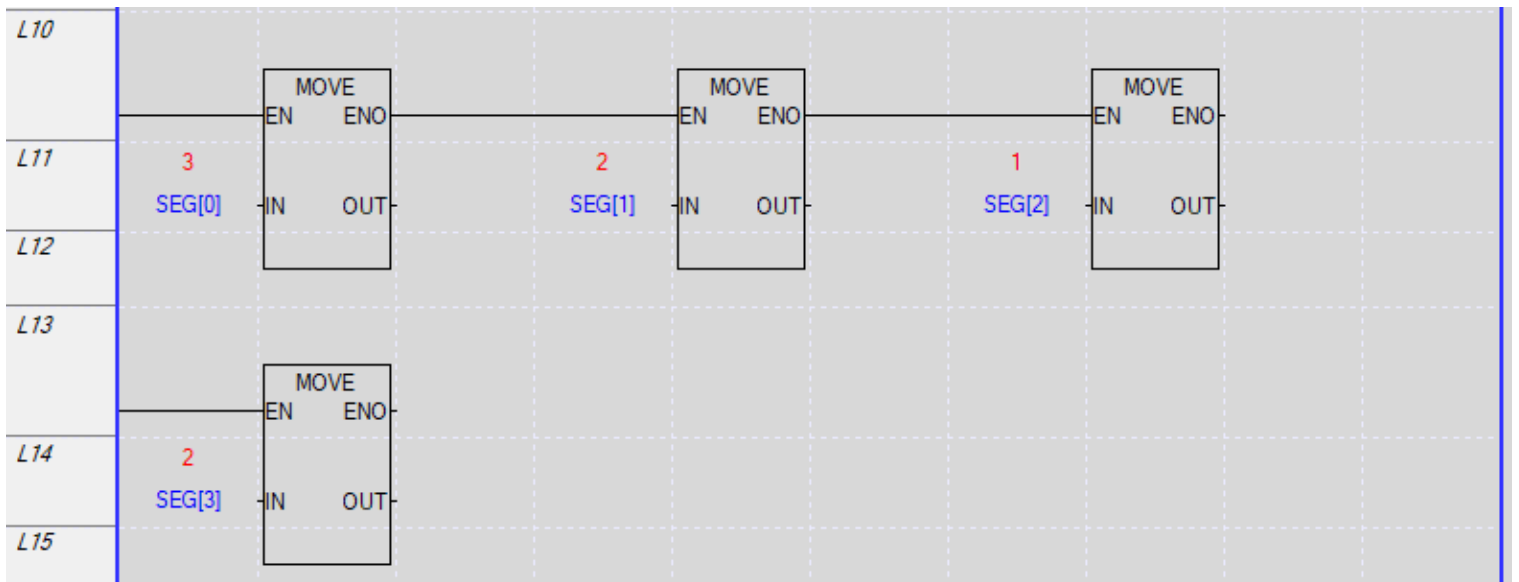 L10
MOVE MOVE MOVE
EN ENO EN ENO EN ENO
L11 3 2 1
SEG[0] IN OUT SEG[1] IN OUT SEG[2] IN OUT
L12
L13
MOVE
EN ENO
L14 2
SEG[3] IN OUT
L15